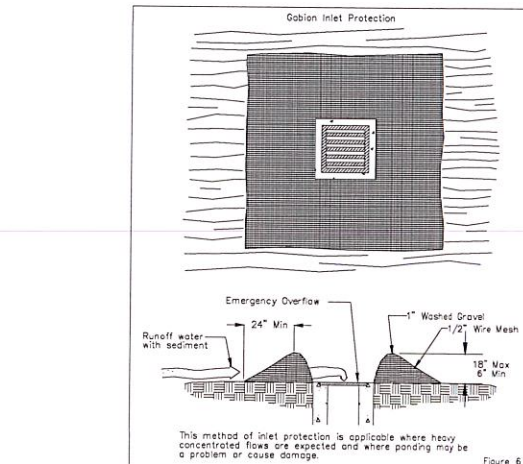 Gabion Inlet Protection
Emergency Overflow
24" Min
1" Washed Gravel
1/2" Wire Mesh
Runoff water
with sediment
18" Max
6" Min
This method of inlet protection is applicable where heavy
concentrated flows are expected and where ponding may be
a problem or cause damage.
Figure 6